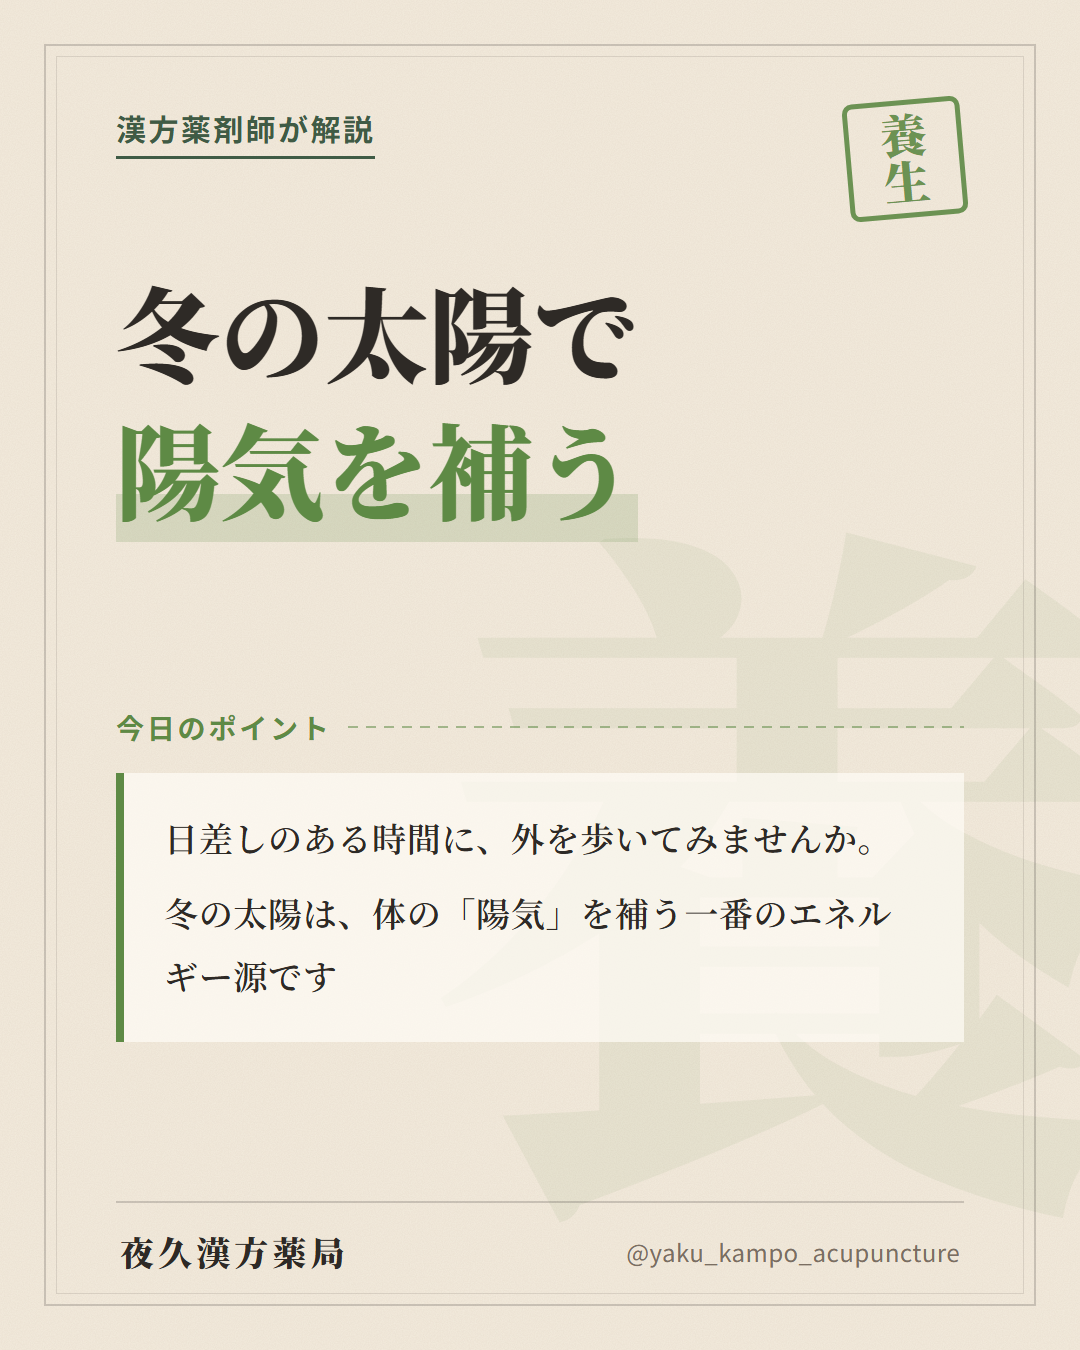 漢方薬剤師が解説
養生
冬の太陽で
陽気を補う
今日のポイント
日差しのある時間に、外を歩いてみませんか。
冬の太陽は、体の「陽気」を補う一番のエネル
ギー源です
養
夜久漢方薬局
@yaku_kampo_acupuncture